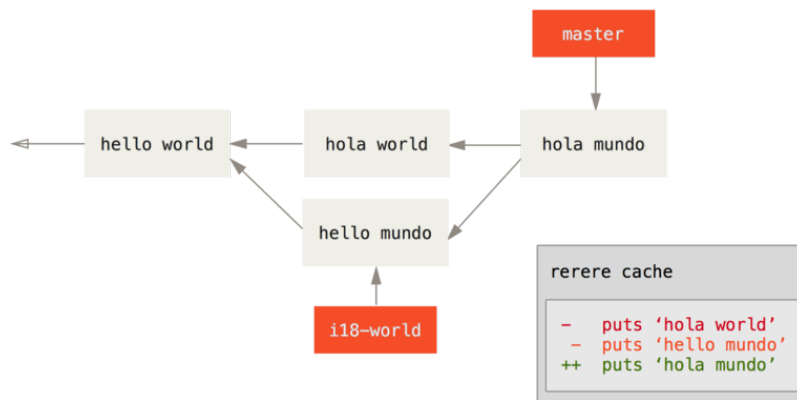 master
hello world
hola world
hola mundo
hello mundo
i18-world
rerere cache
- puts ‘hola world’
- puts ‘hello mundo’
++ puts ‘hola mundo’